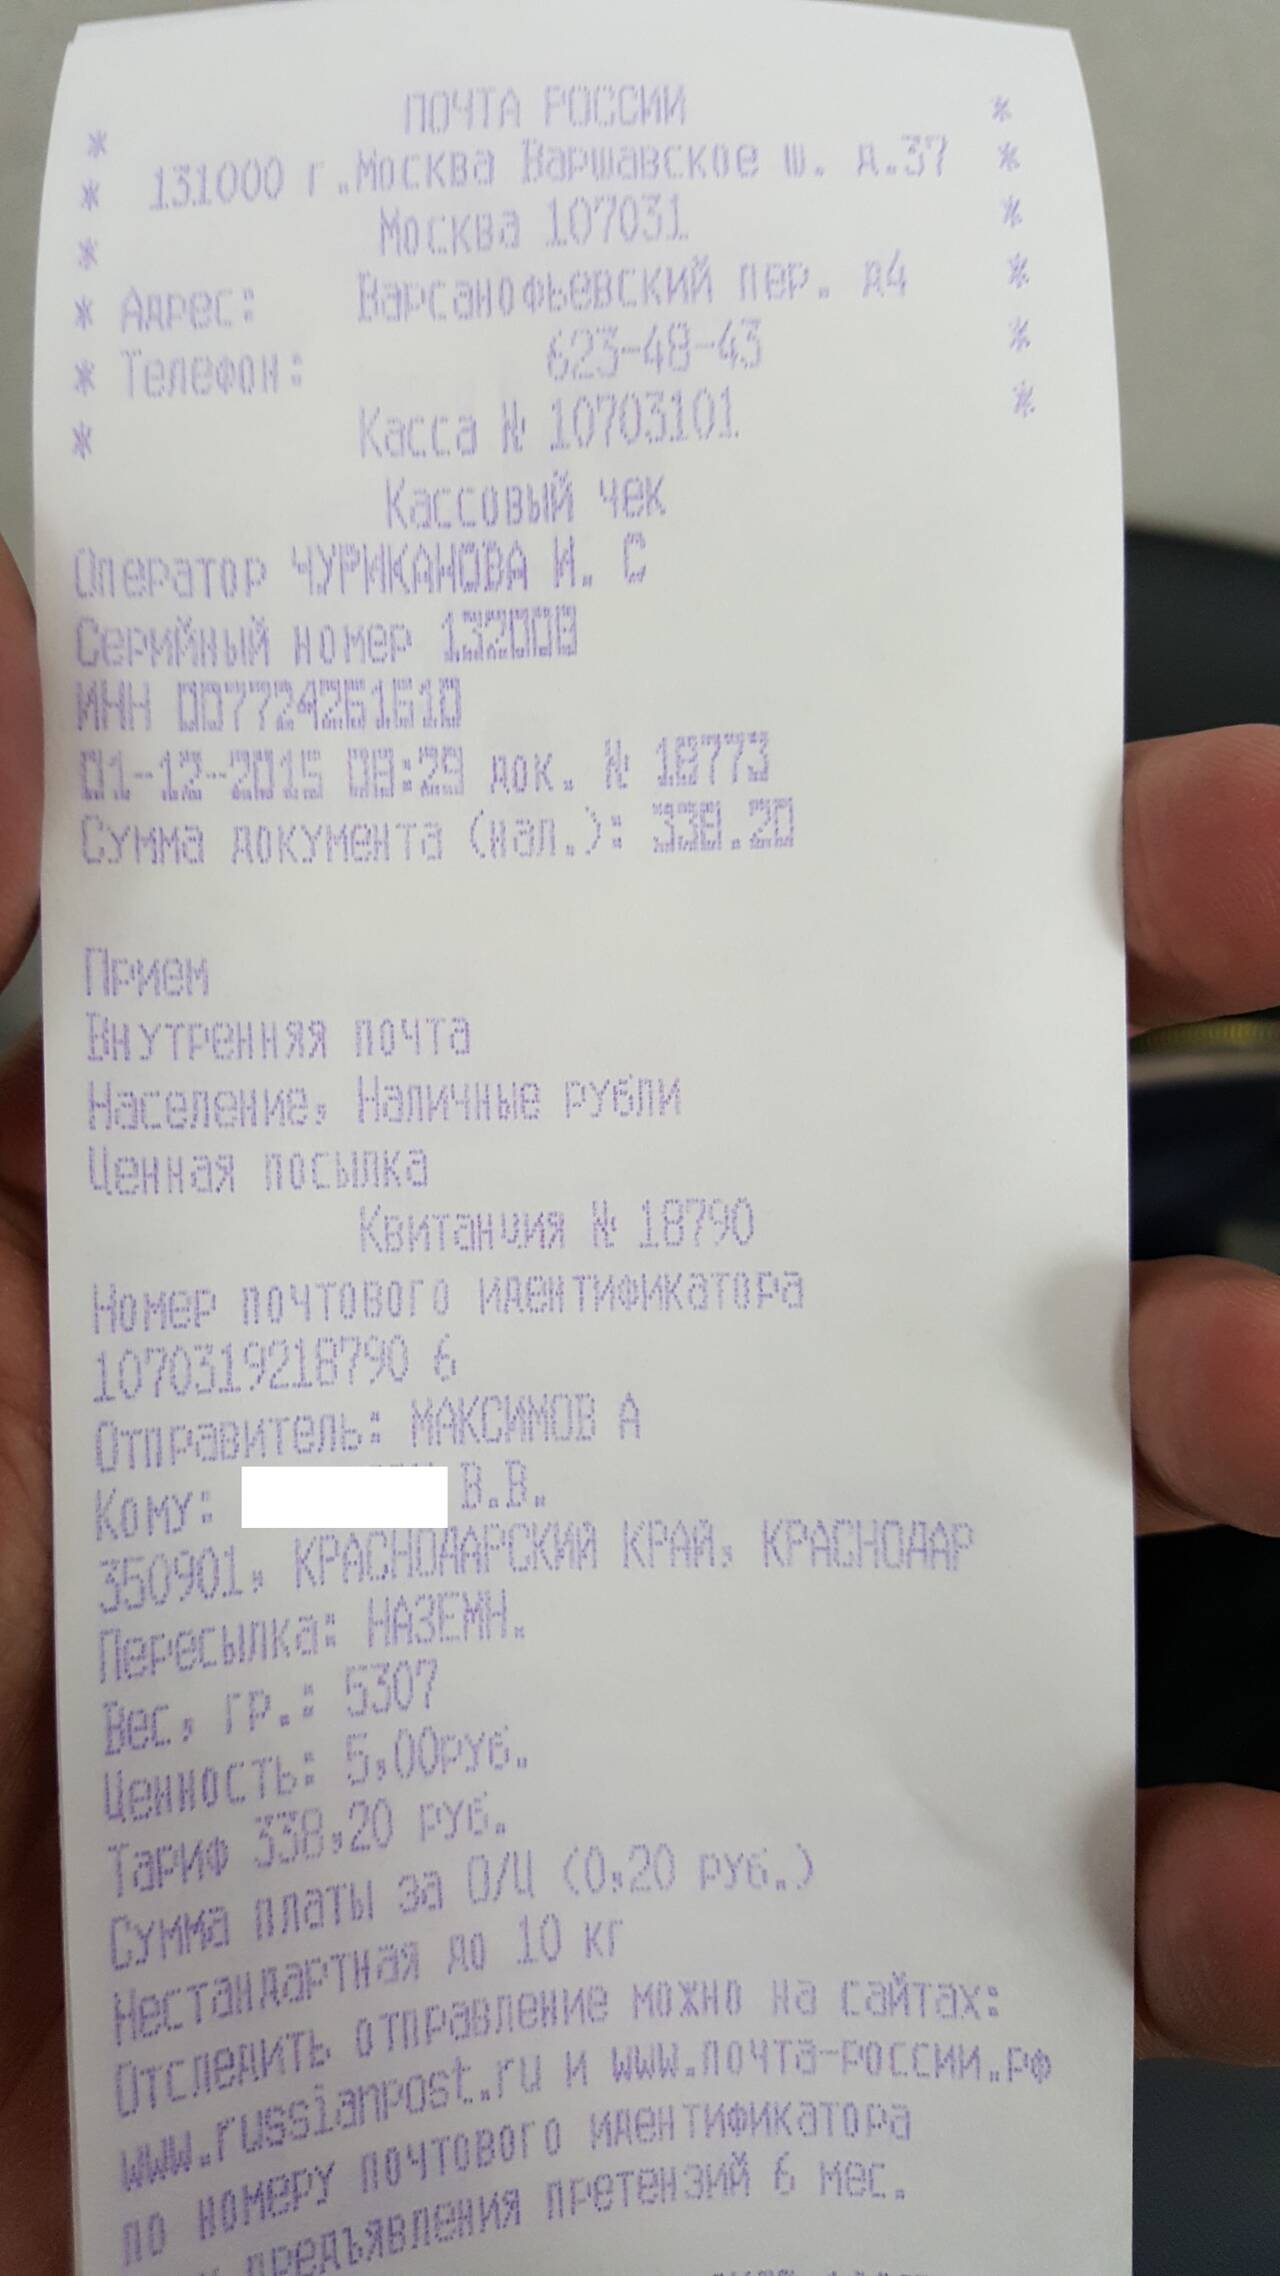 * ПОЧТА РОССИИ *
* 131000 г.Москва Варшавское ш. д.37 *
* Москва 107031 *
* Адрес: Варсанофьевский пер. д4 *
* Телефон: 623-48-43 *
* Касса № 10703101 *
Кассовый чек
Оператор ЧУРИКАНОВА И. С
Серийный номер 132008
ИНН 007724261610
01-12-2015 08:29 док. № 18773
Сумма документа (нал.): 338.20
Прием
Внутренняя почта
Население, Наличные рубли
Ценная посылка
Квитанция № 18790
Номер почтового идентификатора
1070319218790 6
Отправитель: МАКСИМОВ А
Кому: В.В.
350901, КРАСНОДАРСКИЙ КРАЙ, КРАСНОДАР
Пересылка: НАЗЕМН.
Вес, гр.: 5307
Ценность: 5,00руб.
Тариф 338,20 руб.
Сумма платы за О/Ц (0,20 руб.)
Нестандартная до 10 кг
Отследить отправление можно на сайтах:
www.russianpost.ru и www.почта-россии.рф
по номеру почтового идентификатора
предъявления претензий 6 мес.